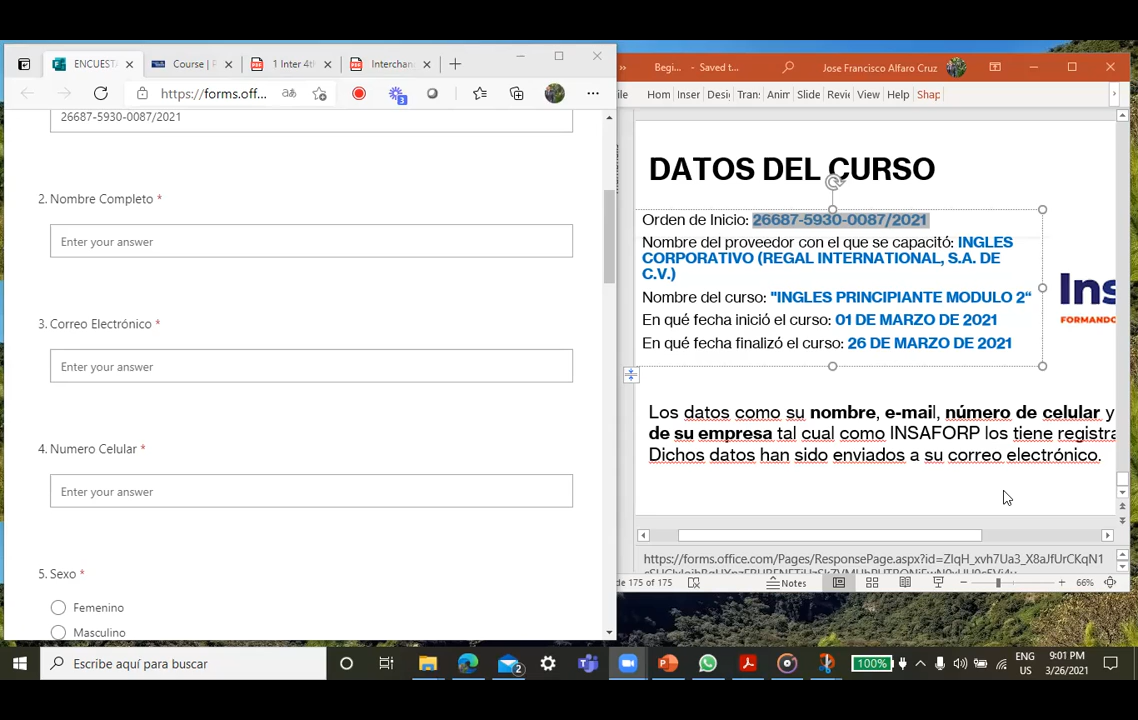 ENCUESTA
Course | P
1 Inter 4th
Interchan
https://forms.off...
3
26687-5930-0087/2021
2. Nombre Completo *
Enter your answer
3. Correo Electrónico *
Enter your answer
4. Numero Celular *
Enter your answer
5. Sexo *
Femenino
Masculino
Begi... - Saved t...
Jose Francisco Alfaro Cruz
ile Hom Inser Desi Tran Anim Slide Revie View Help Shap
DATOS DEL CURSO
Orden de Inicio: 26687-5930-0087/2021
Nombre del proveedor con el que se capacitó: INGLES
CORPORATIVO (REGAL INTERNATIONAL, S.A. DE
C.V.)
Nombre del curso: "INGLES PRINCIPIANTE MODULO 2“
En qué fecha inició el curso: 01 DE MARZO DE 2021
En qué fecha finalizó el curso: 26 DE MARZO DE 2021
Ins
FORMANDO
Los datos como su nombre, e-mail, número de celular y
de su empresa tal cual como INSAFORP los tiene registra
Dichos datos han sido enviados a su correo electrónico.
https://forms.office.com/Pages/ResponsePage.aspx?id=ZIqH_xvh7Ua3_X8aJfUrCKqN1
de 175 of 175
Notes
66%
Escribe aquí para buscar
2
100%
ENG
US
9:01 PM
3/26/2021